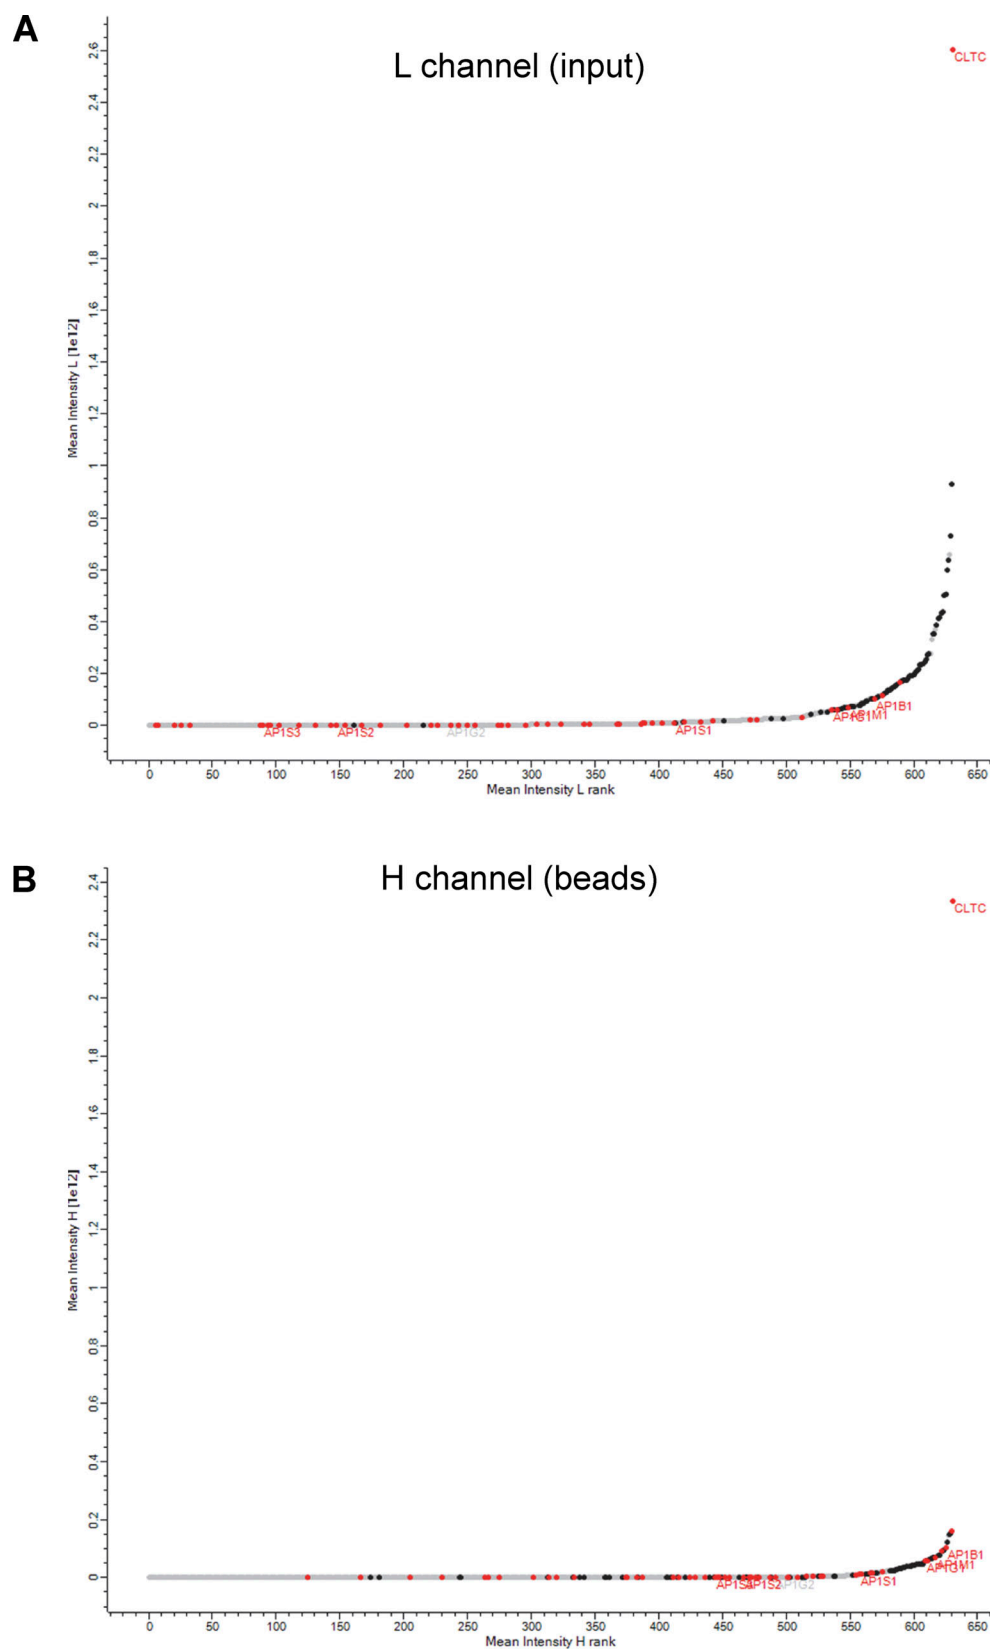 A
L channel (input)
2.6
2.4
2.2
2
1.8
1.6
1.4
1.2
1
0.8
0.6
0.4
0.2
0
Mean Intensity L [1e12]
CLTC
AP1S3
AP1S2
AP1G2
AP1S1
AP1G1
AP1M1
AP1B1
0 50 100 150 200 250 300 350 400 450 500 550 600 650
Mean Intensity L rank
B
H channel (beads)
2.4
2.2
2
1.8
1.6
1.4
1.2
1
0.8
0.6
0.4
0.2
0
Mean Intensity H [1e12]
CLTC
AP1B1
AP1M1
AP1G1
AP1S1
AP1S2
AP1G2
0 50 100 150 200 250 300 350 400 450 500 550 600 650
Mean Intensity H rank